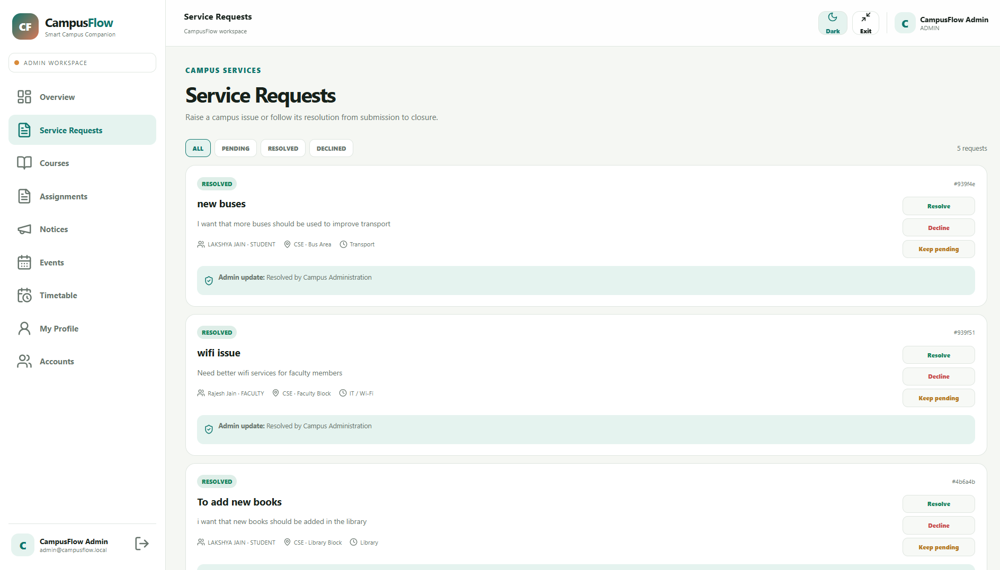 CF
CampusFlow
Smart Campus Companion
ADMIN WORKSPACE
Overview
Service Requests
Courses
Assignments
Notices
Events
Timetable
My Profile
Accounts
C
CampusFlow Admin
admin@campusflow.local
Service Requests
CampusFlow workspace
Dark
Exit
C
CampusFlow Admin
ADMIN
CAMPUS SERVICES
Service Requests
Raise a campus issue or follow its resolution from submission to closure.
ALL
PENDING
RESOLVED
DECLINED
5 requests
RESOLVED
#939f4e
new buses
I want that more buses should be used to improve transport
LAKSHYA JAIN · STUDENT
CSE · Bus Area
Transport
Resolve
Decline
Keep pending
Admin update: Resolved by Campus Administration
RESOLVED
#939f51
wifi issue
Need better wifi services for faculty members
Rajesh Jain · FACULTY
CSE · Faculty Block
IT / Wi-Fi
Resolve
Decline
Keep pending
Admin update: Resolved by Campus Administration
RESOLVED
#4b6a4b
To add new books
i want that new books should be added in the library
LAKSHYA JAIN · STUDENT
CSE · Library Block
Library
Resolve
Decline
Keep pending